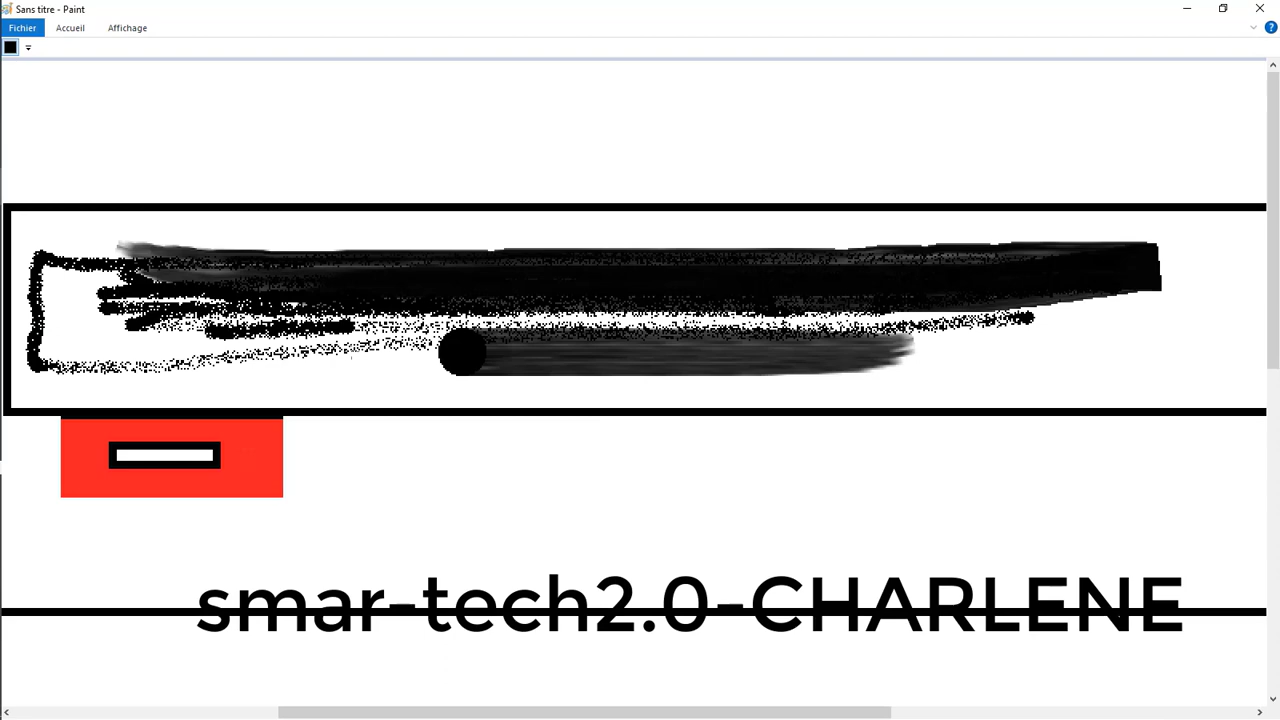 Sans titre - Paint
Fichier Accueil Affichage
smar-tech2.0-CHARLENE